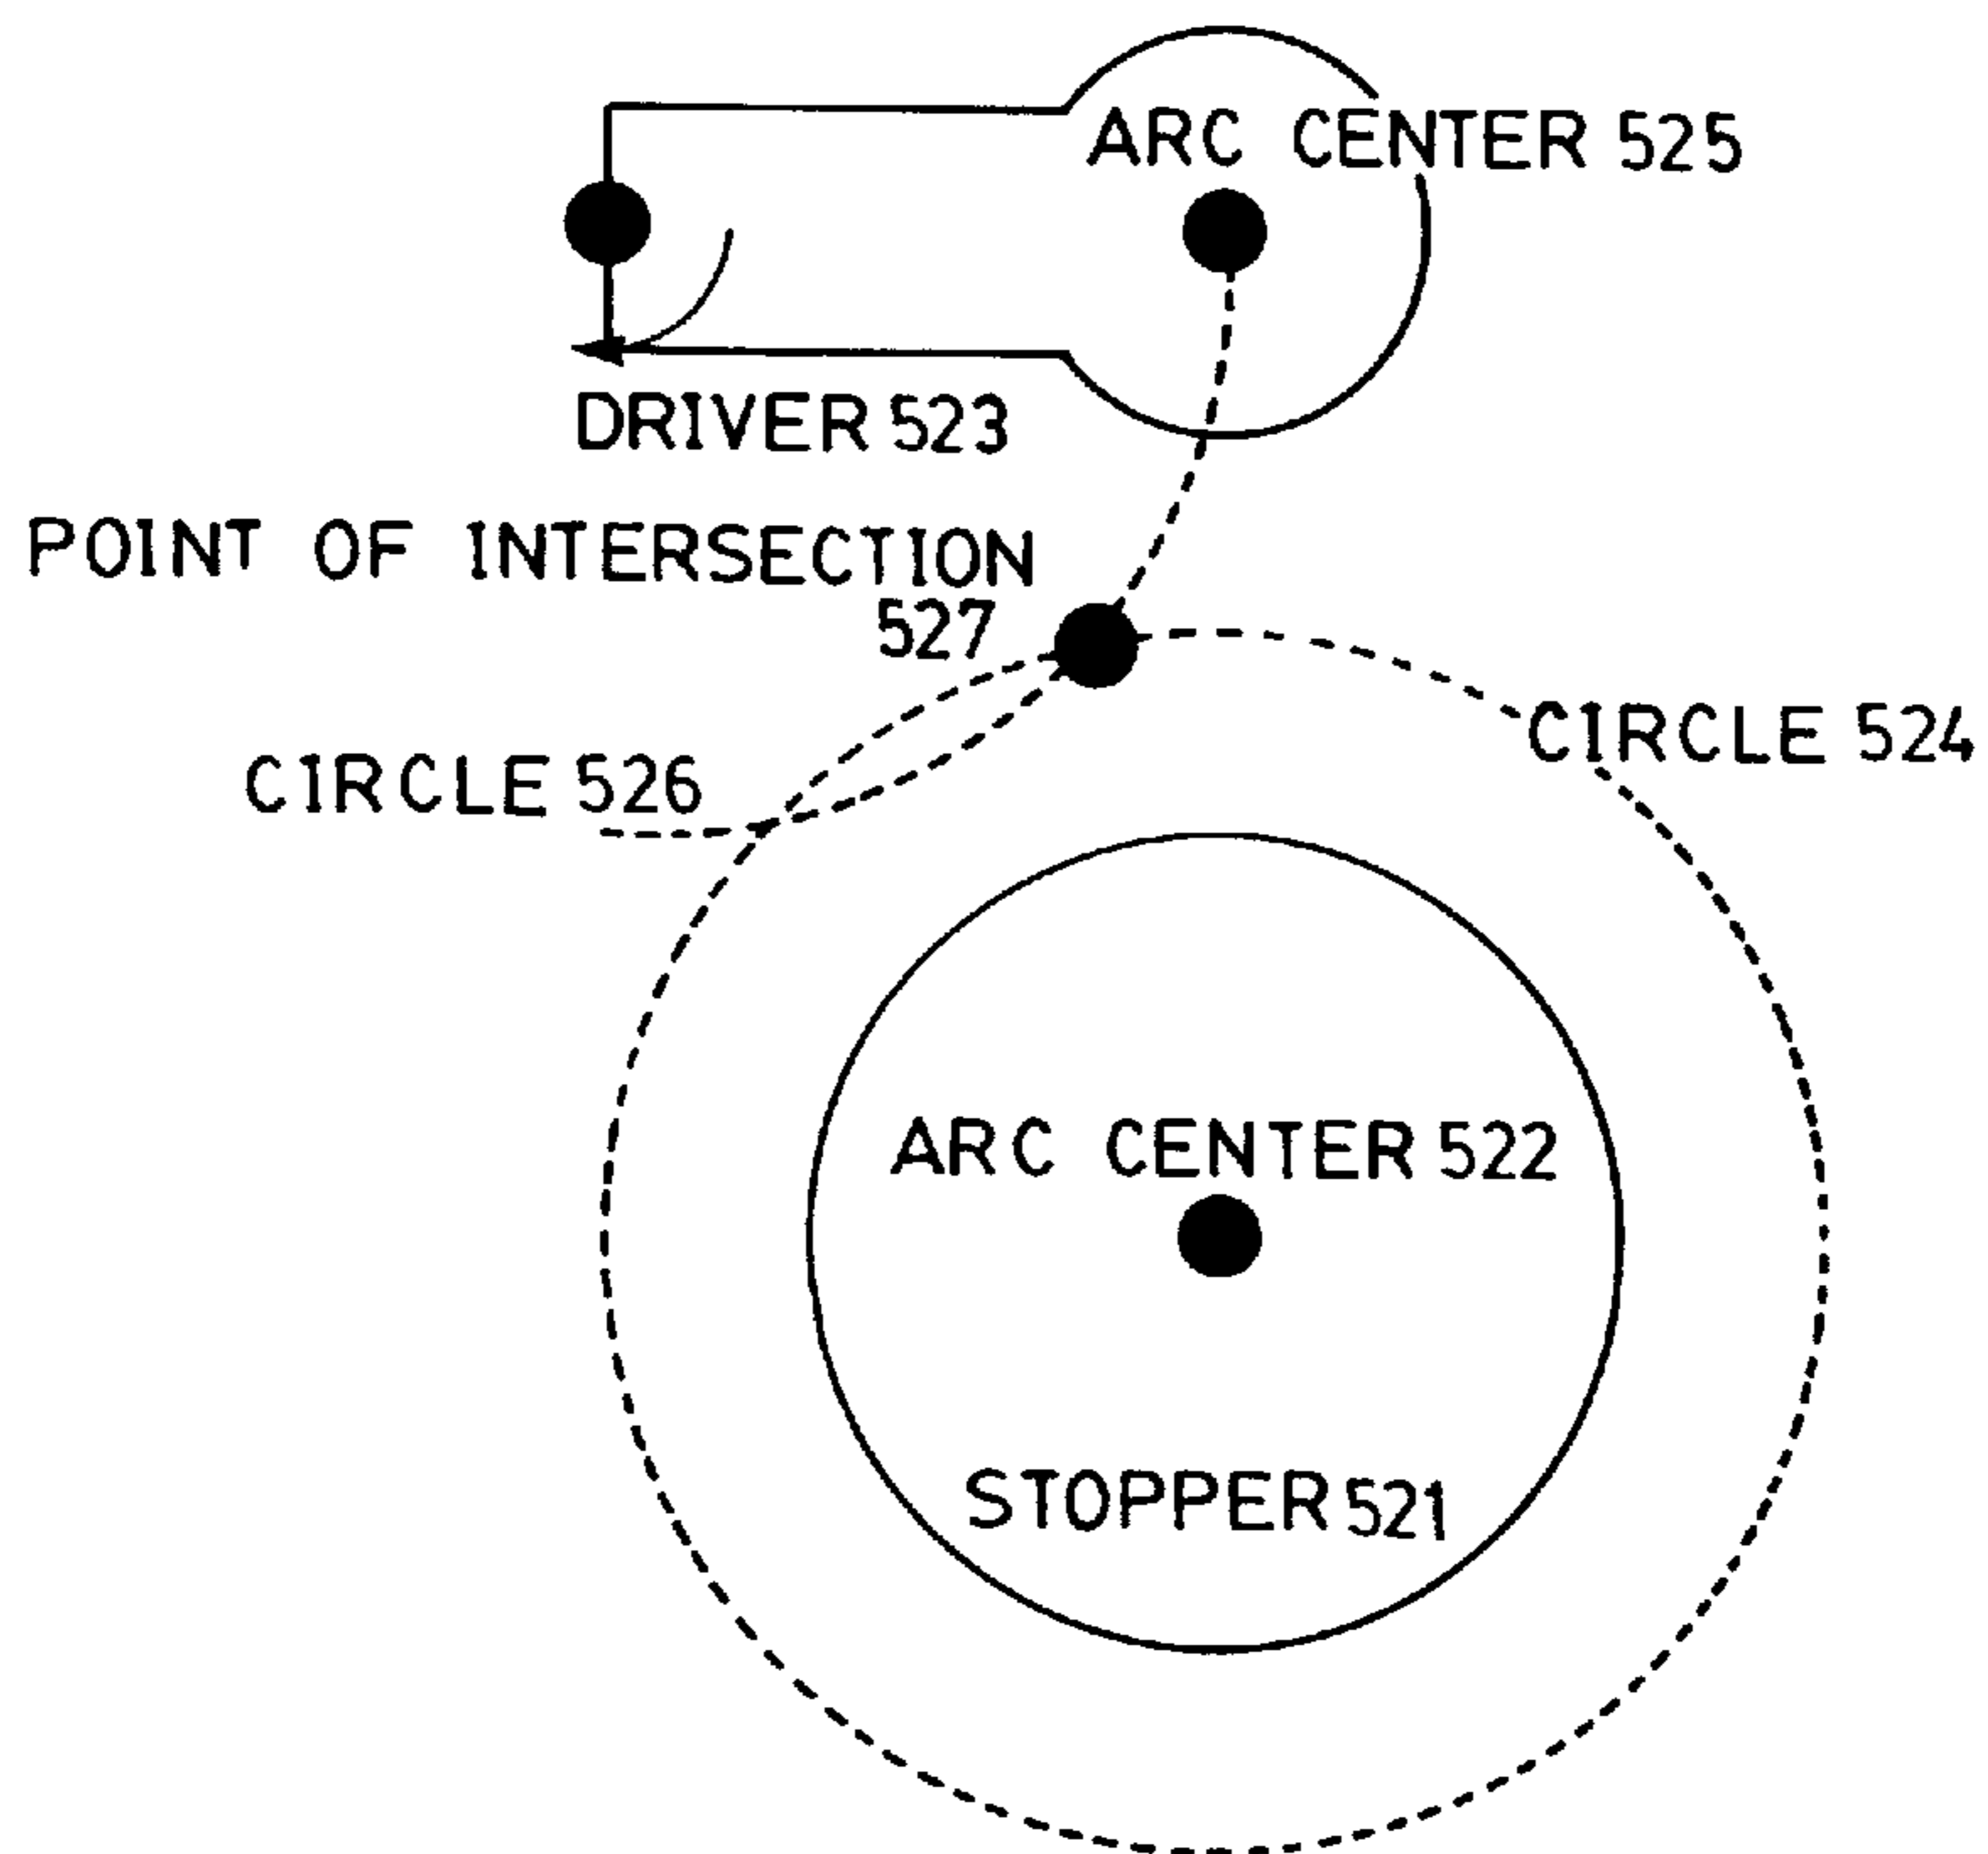 ARC CENTER 525
DRIVER 523
POINT OF INTERSECTION
527
CIRCLE 524
CIRCLE 526
ARC CENTER 522
STOPPER 521